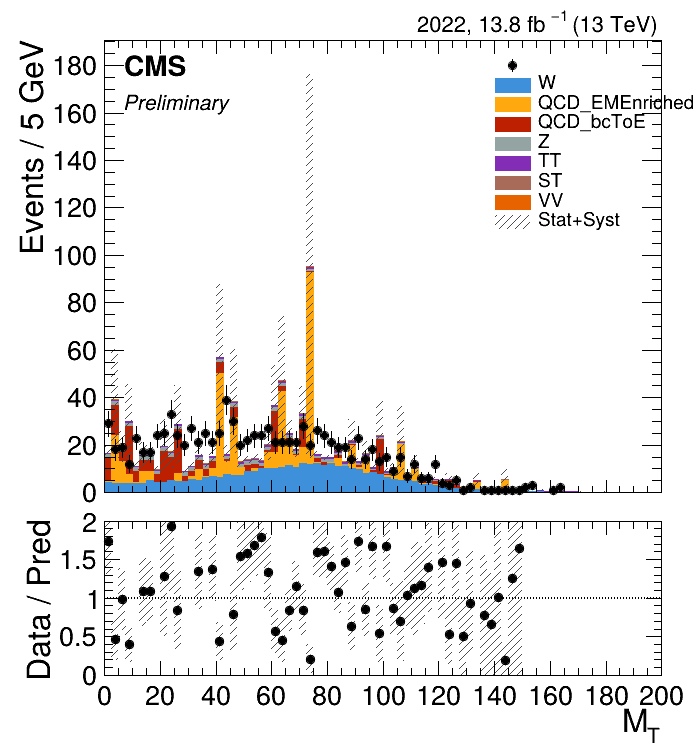 2022, 13.8 fb⁻¹ (13 TeV)
Events / 5 GeV
180
160
140
120
100
80
60
40
20
0
CMS
Preliminary
W
QCD_EMEnriched
QCD_bcToE
Z
TT
ST
VV
Stat+Syst
Data / Pred
2
1.5
1
0.5
0
0 20 40 60 80 100 120 140 160 180 200
M_T